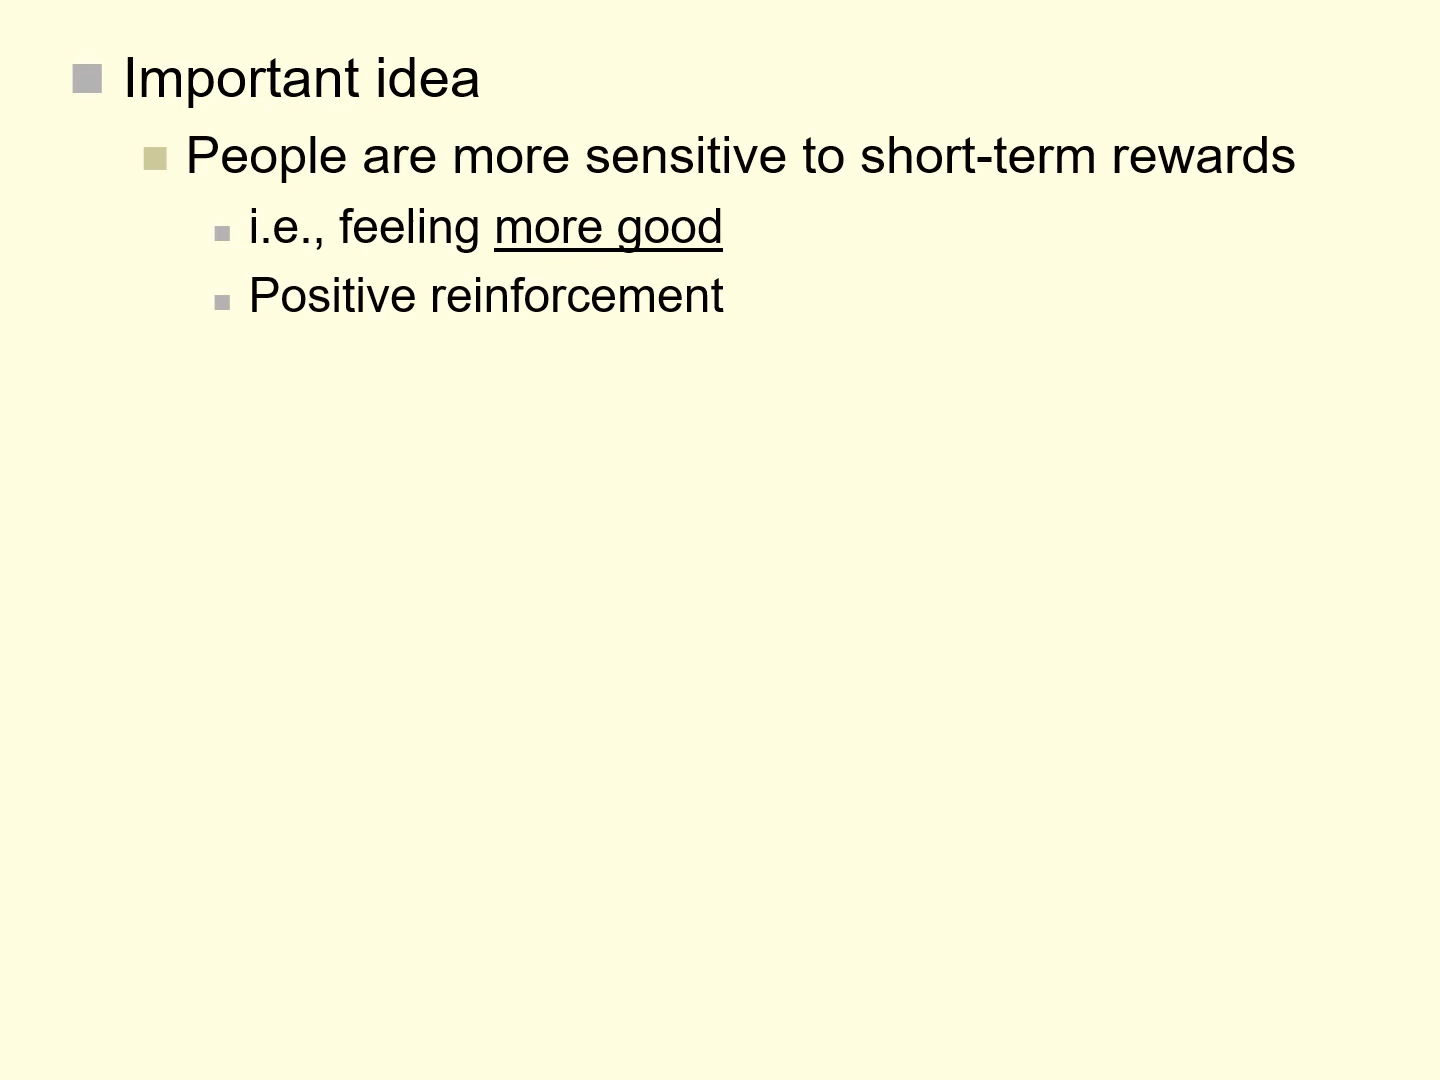 Important idea
People are more sensitive to short-term rewards
i.e., feeling more good
Positive reinforcement